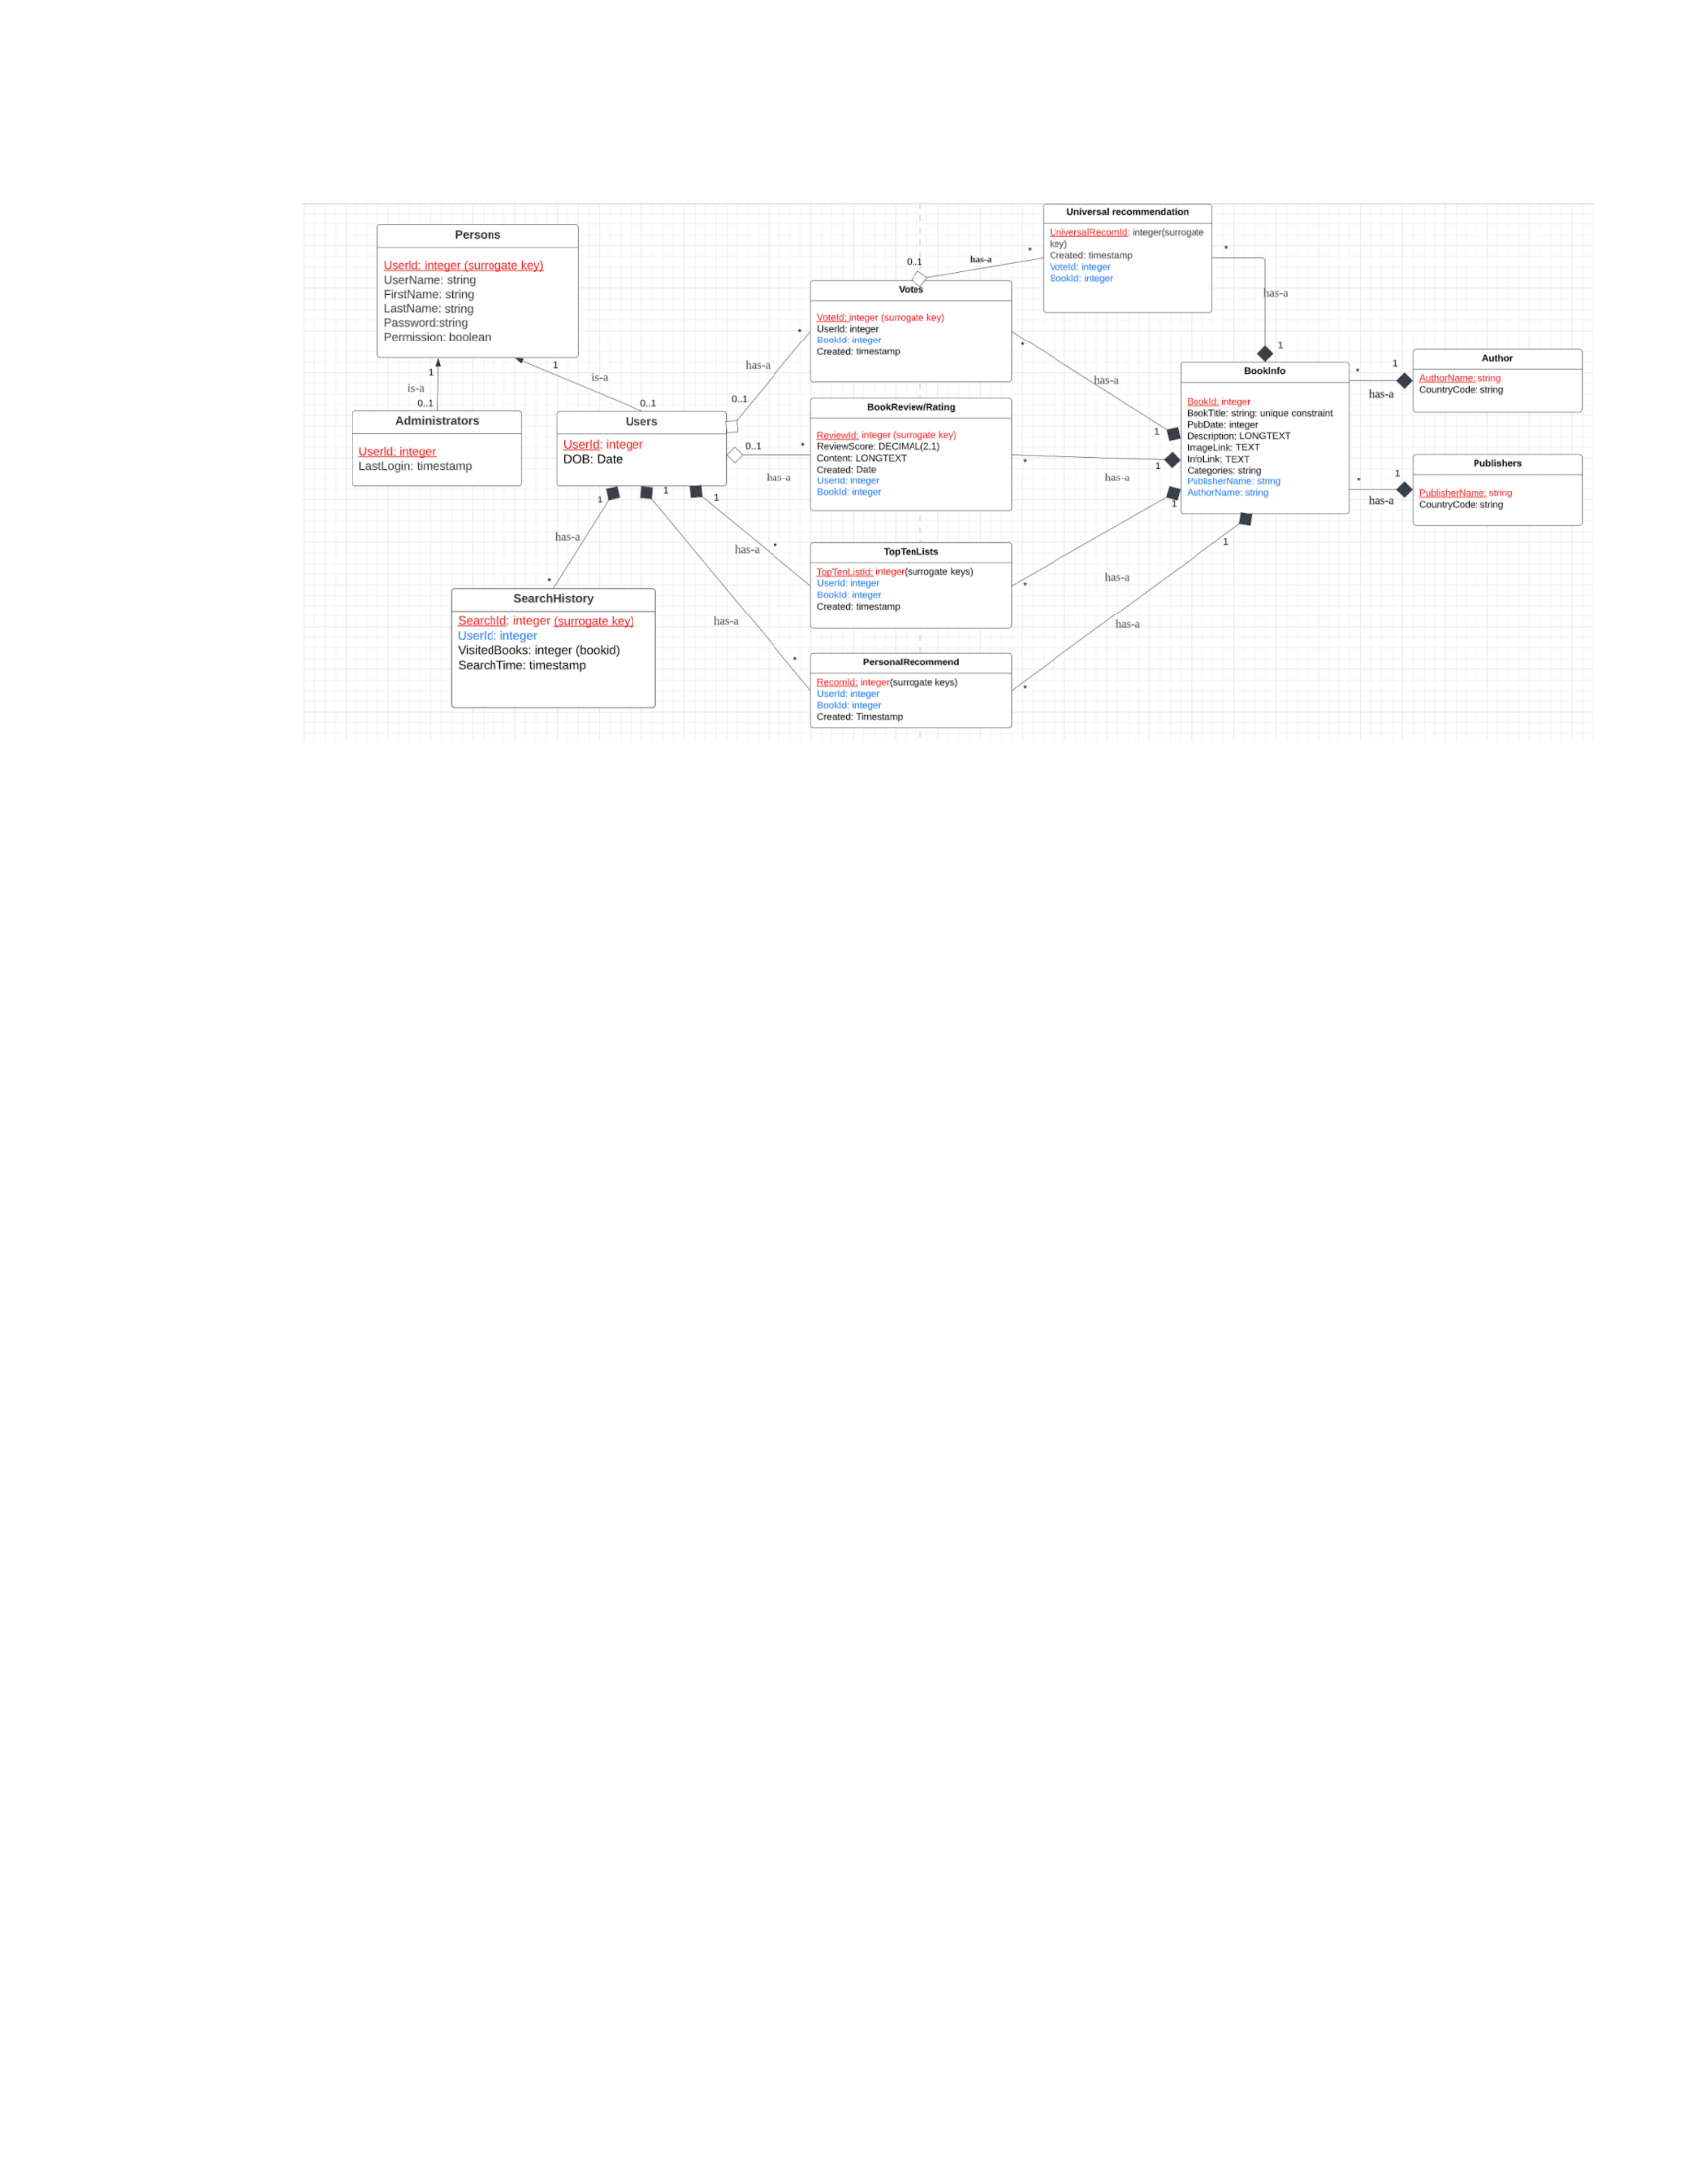 Persons
UserId: integer (surrogate key)
UserName: string
FirstName: string
LastName: string
Password:string
Permission: boolean
1
is-a
0..1
1
is-a
0..1
Administrators
UserId: integer
LastLogin: timestamp
Users
UserId: integer
DOB: Date
1
has-a
*
1
has-a
*
1
has-a
*
SearchHistory
SearchId: integer (surrogate key)
UserId: integer
VisitedBooks: integer (bookid)
SearchTime: timestamp
0..1
has-a
*
0..1
has-a
*
Votes
VoteId: integer (surrogate key)
UserId: integer
BookId: integer
Created: timestamp
0..1
has-a
*
Universal recommendation
UniversalRecomId: integer(surrogate
key)
Created: timestamp
VoteId: integer
BookId: integer
*
has-a
1
BookReview/Rating
ReviewId: integer (surrogate key)
ReviewScore: DECIMAL(2,1)
Content: LONGTEXT
Created: Date
UserId: integer
BookId: integer
TopTenLists
TopTenListId: integer(surrogate keys)
UserId: integer
BookId: integer
Created: timestamp
PersonalRecommend
RecomId: integer(surrogate keys)
UserId: integer
BookId: integer
Created: Timestamp
*
has-a
1
*
has-a
1
*
has-a
1
*
has-a
1
BookInfo
BookId: integer
BookTitle: string: unique constraint
PubDate: integer
Description: LONGTEXT
ImageLink: TEXT
InfoLink: TEXT
Categories: string
PublisherName: string
AuthorName: string
*
has-a
1
*
has-a
1
Author
AuthorName: string
CountryCode: string
Publishers
PublisherName: string
CountryCode: string